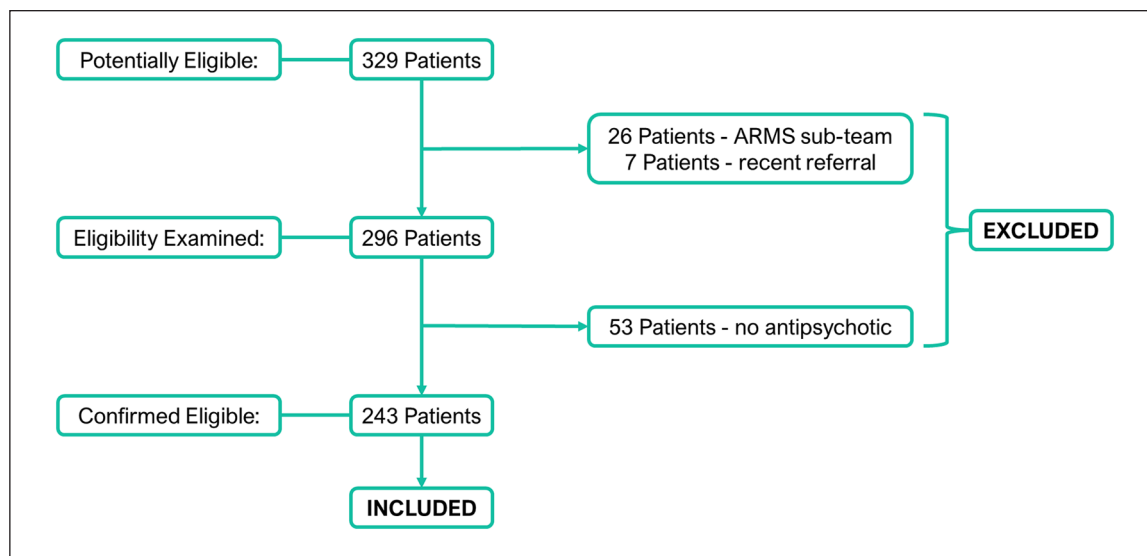 Potentially Eligible:
329 Patients
26 Patients - ARMS sub-team
7 Patients - recent referral
Eligibility Examined:
296 Patients
EXCLUDED
53 Patients - no antipsychotic
Confirmed Eligible:
243 Patients
INCLUDED